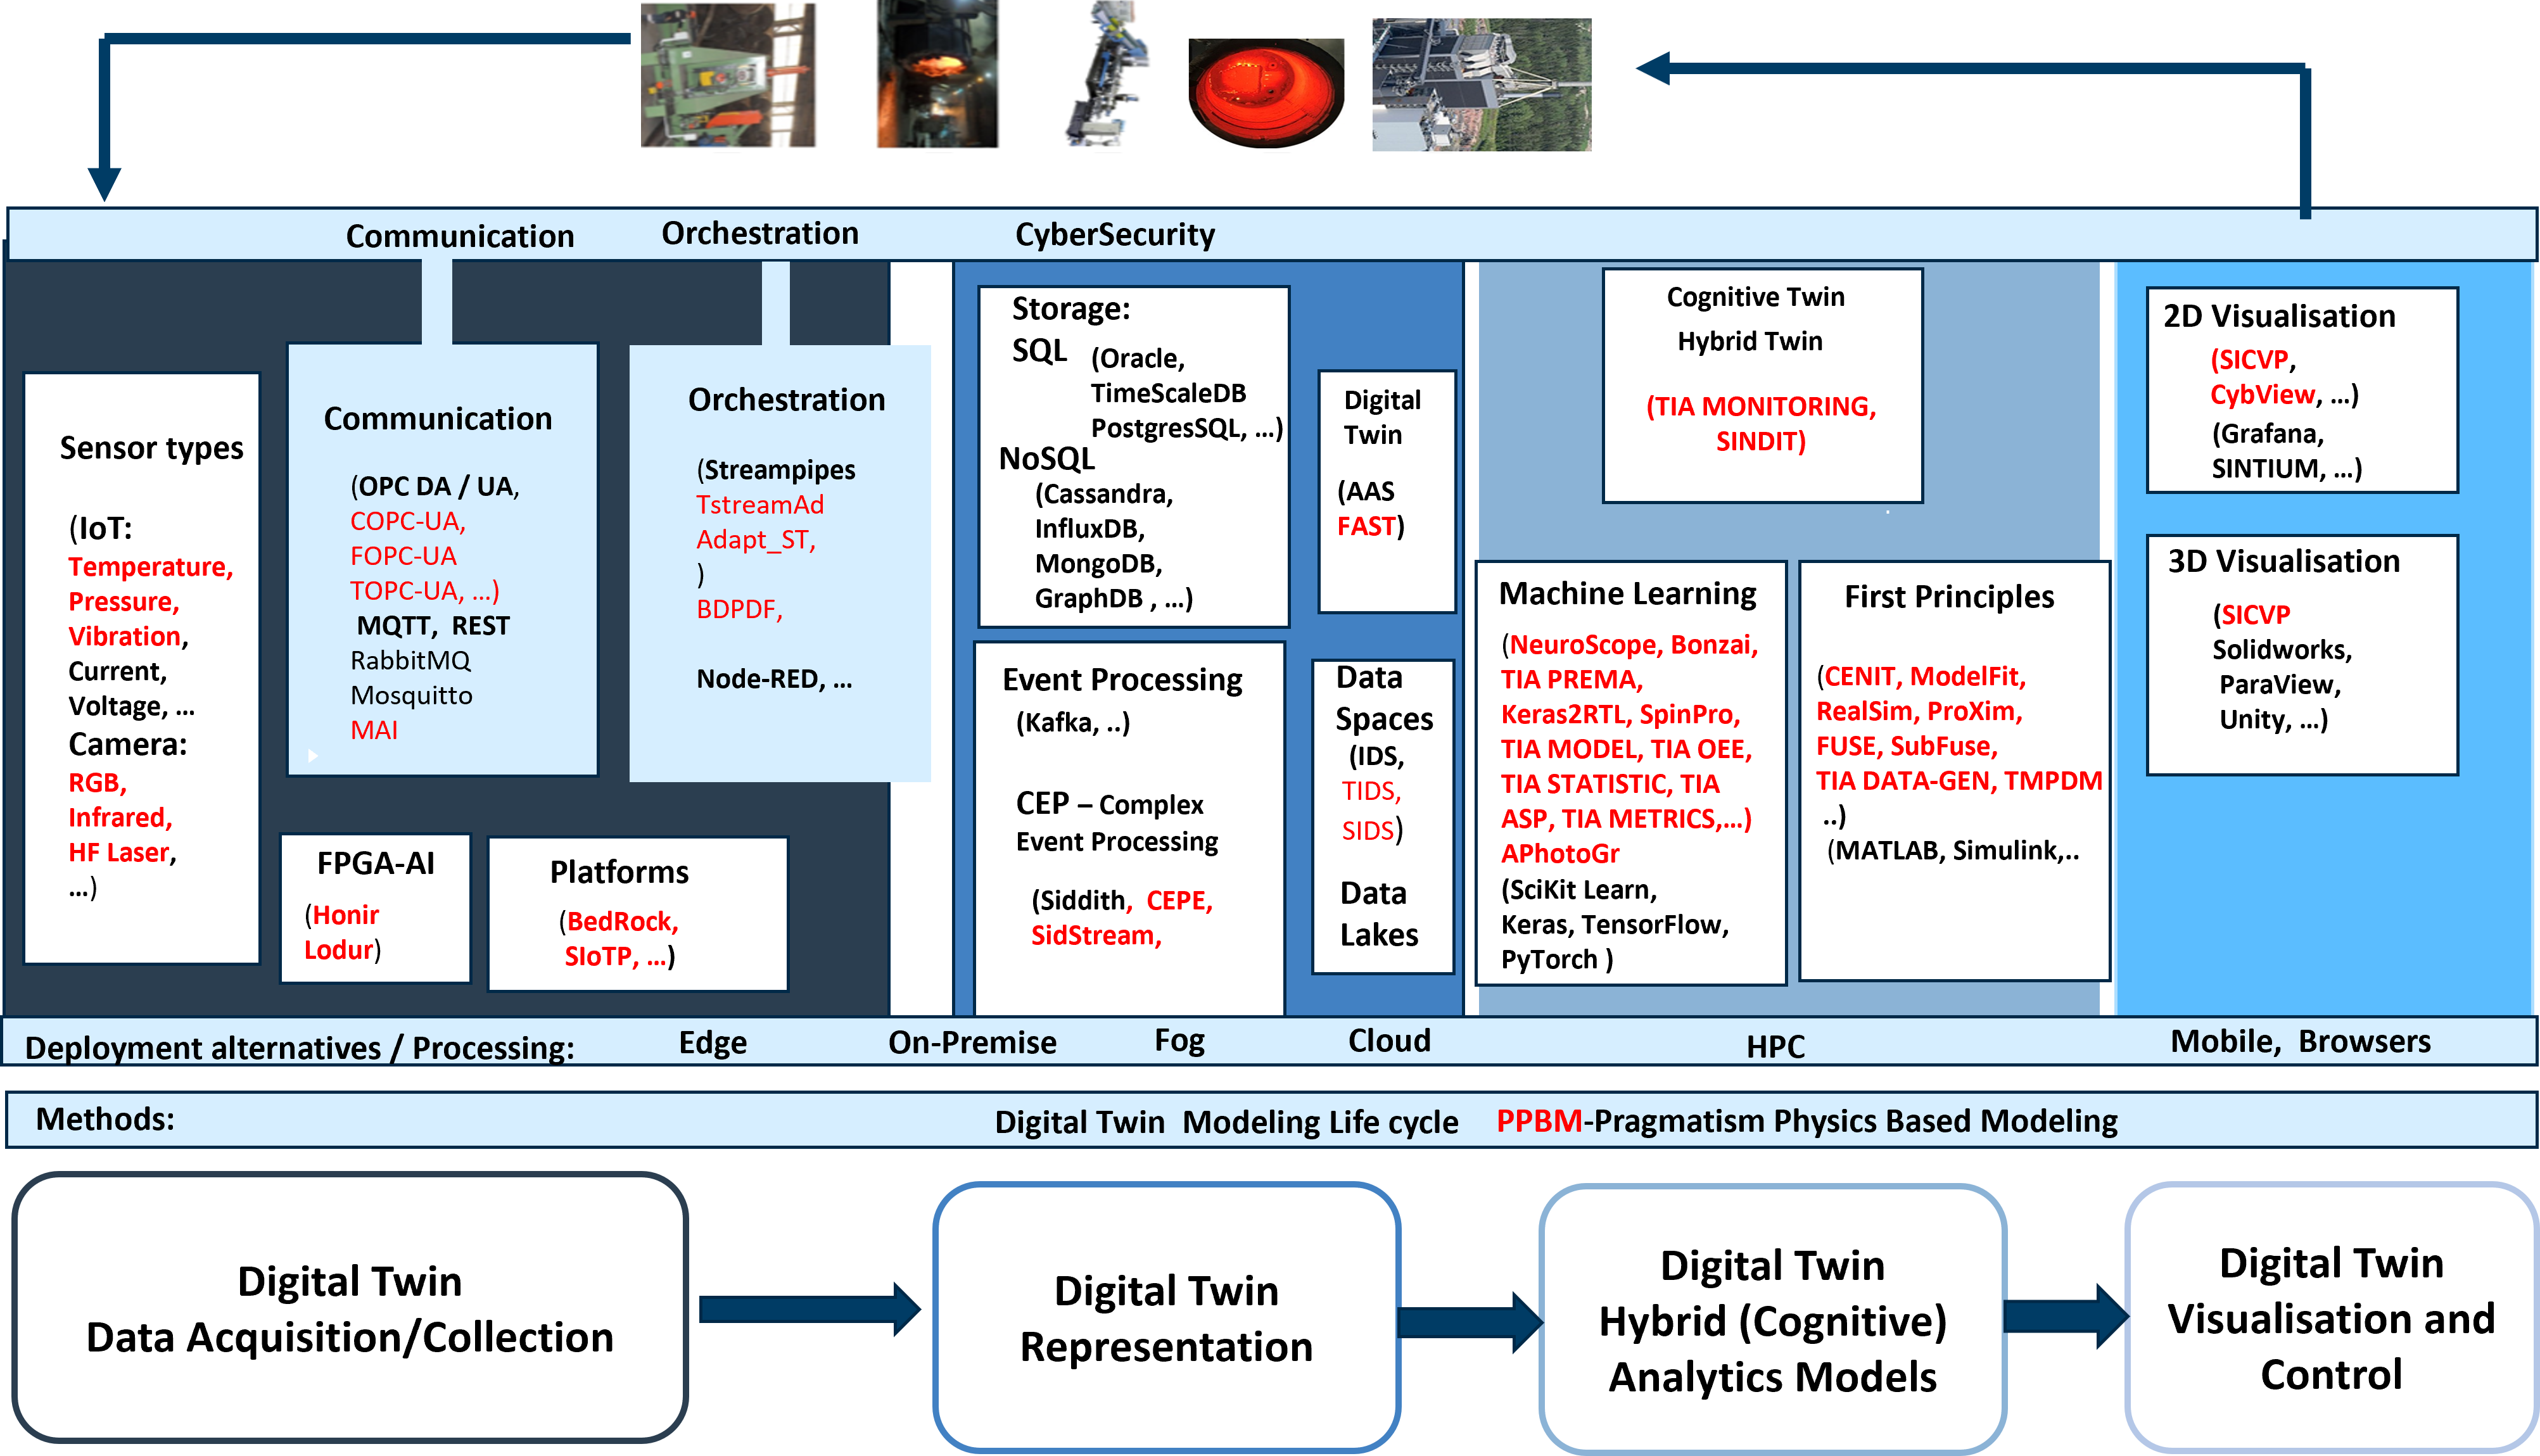 Communication
Orchestration
CyberSecurity
Sensor types
(IoT:
Temperature,
Pressure,
Vibration,
Current,
Voltage, ...
Camera:
RGB,
Infrared,
HF Laser,
...)
Communication
(OPC DA / UA,
COPC-UA,
FOPC-UA
TOPC-UA, ...)
MQTT, REST
RabbitMQ
Mosquitto
MAI
Orchestration
(Streampipes
TstreamAd
Adapt_ST,
)
BDPDF,
Node-RED, ...
FPGA-AI
(Honir
Lodur)
Platforms
(BedRock,
SIoTP, ...)
Storage:
SQL
(Oracle,
TimeScaleDB
PostgresSQL, ...)
NoSQL
(Cassandra,
InfluxDB,
MongoDB,
GraphDB , ...)
Digital
Twin
(AAS
FAST)
Event Processing
(Kafka, ..)
CEP – Complex
Event Processing
(Siddith, CEPE,
SidStream,
Data
Spaces
(IDS,
TIDS,
SIDS)
Data
Lakes
Cognitive Twin
Hybrid Twin
(TIA MONITORING,
SINDIT)
Machine Learning
(NeuroScope, Bonzai,
TIA PREMA,
Keras2RTL, SpinPro,
TIA MODEL, TIA OEE,
TIA STATISTIC, TIA
ASP, TIA METRICS,...)
APhotoGr
(SciKit Learn,
Keras, TensorFlow,
PyTorch )
First Principles
(CENIT, ModelFit,
RealSim, ProXim,
FUSE, SubFuse,
TIA DATA-GEN, TMPDM
..)
(MATLAB, Simulink,..
2D Visualisation
(SICVP,
CybView, ...)
(Grafana,
SINTIUM, ...)
3D Visualisation
(SICVP
Solidworks,
ParaView,
Unity, ...)
Deployment alternatives / Processing:
Edge
On-Premise
Fog
Cloud
HPC
Mobile, Browsers
Methods:
Digital Twin Modeling Life cycle
PPBM-Pragmatism Physics Based Modeling
Digital Twin
Data Acquisition/Collection
Digital Twin
Representation
Digital Twin
Hybrid (Cognitive)
Analytics Models
Digital Twin
Visualisation and
Control